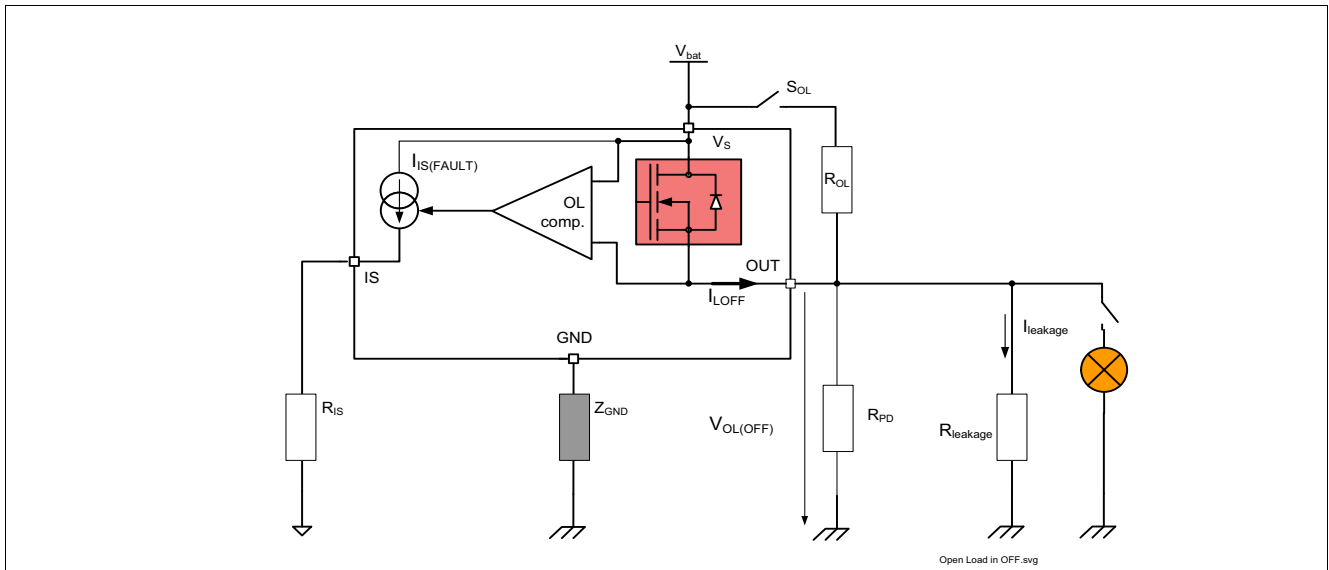 V_bat
S_OL
V_S
I_IS(FAULT)
R_OL
OL
comp.
IS
OUT
I_LOFF
GND
I_leakage
R_IS
Z_GND
V_OL(OFF)
R_PD
R_leakage
Open Load in OFF.svg